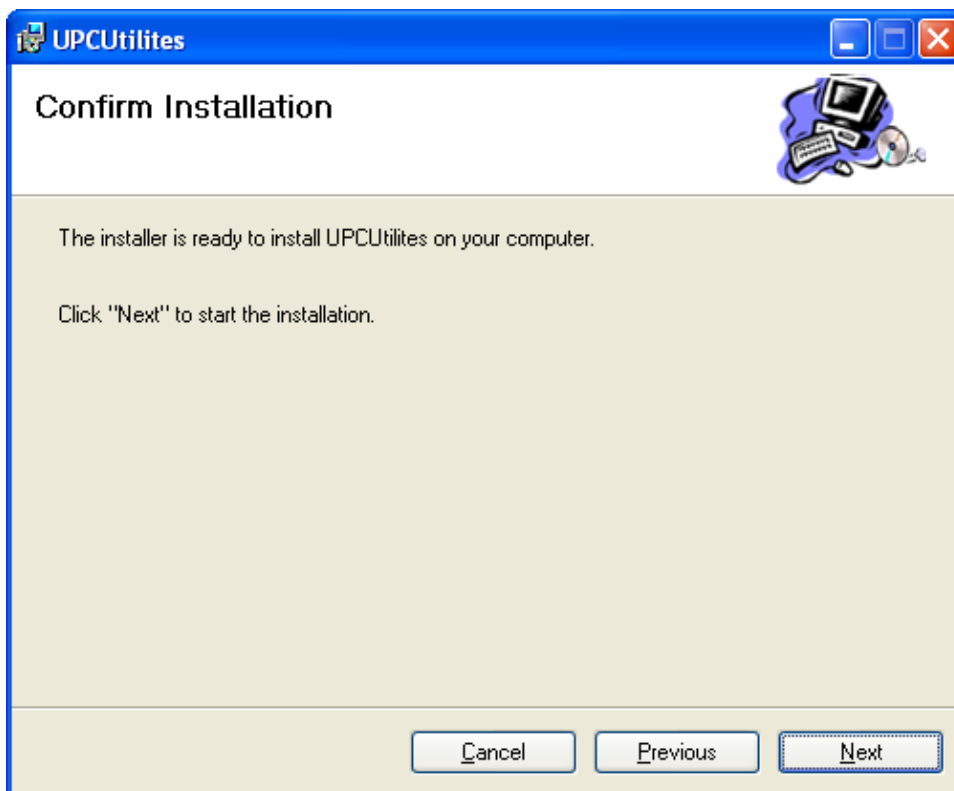 UPCUtilites
Confirm Installation
The installer is ready to install UPCUtilites on your computer.
Click "Next" to start the installation.
Cancel
Previous
Next